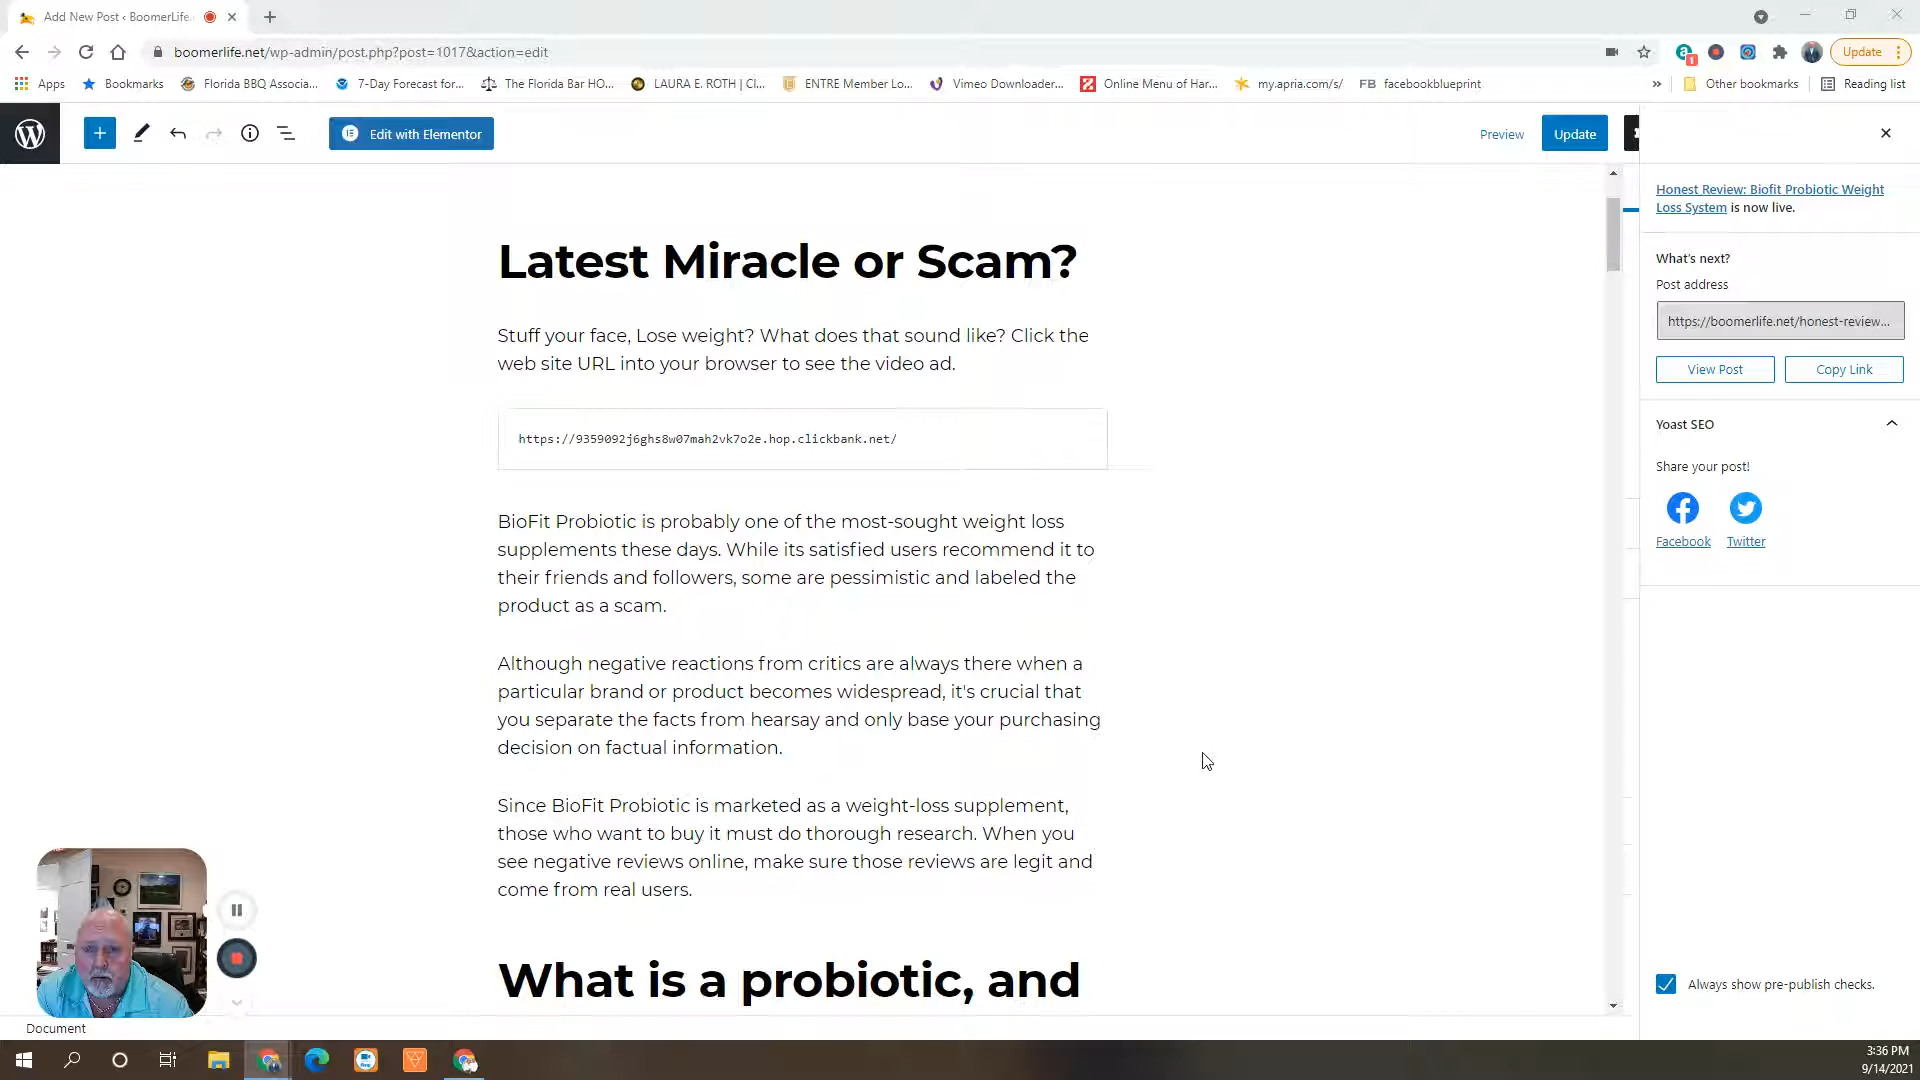 Add New Post ‹ BoomerLife.
boomerlife.net/wp-admin/post.php?post=1017&action=edit
Update
Apps
Bookmarks
Florida BBQ Associa...
7-Day Forecast for...
The Florida Bar HO...
LAURA E. ROTH | Cl...
ENTRE Member Lo...
Vimeo Downloader...
Online Menu of Har...
my.apria.com/s/
FB facebookblueprint
»
Other bookmarks
Reading list
Edit with Elementor
Preview
Update
Latest Miracle or Scam?
Stuff your face, Lose weight? What does that sound like? Click the
web site URL into your browser to see the video ad.
https://9359092j6ghs8w07mah2vk7o2e.hop.clickbank.net/
BioFit Probiotic is probably one of the most-sought weight loss
supplements these days. While its satisfied users recommend it to
their friends and followers, some are pessimistic and labeled the
product as a scam.
Although negative reactions from critics are always there when a
particular brand or product becomes widespread, it's crucial that
you separate the facts from hearsay and only base your purchasing
decision on factual information.
Since BioFit Probiotic is marketed as a weight-loss supplement,
those who want to buy it must do thorough research. When you
see negative reviews online, make sure those reviews are legit and
come from real users.
What is a probiotic, and
Honest Review: Biofit Probiotic Weight
Loss System is now live.
What's next?
Post address
https://boomerlife.net/honest-review...
View Post
Copy Link
Yoast SEO
Share your post!
Facebook
Twitter
Always show pre-publish checks.
Document
3:36 PM
9/14/2021